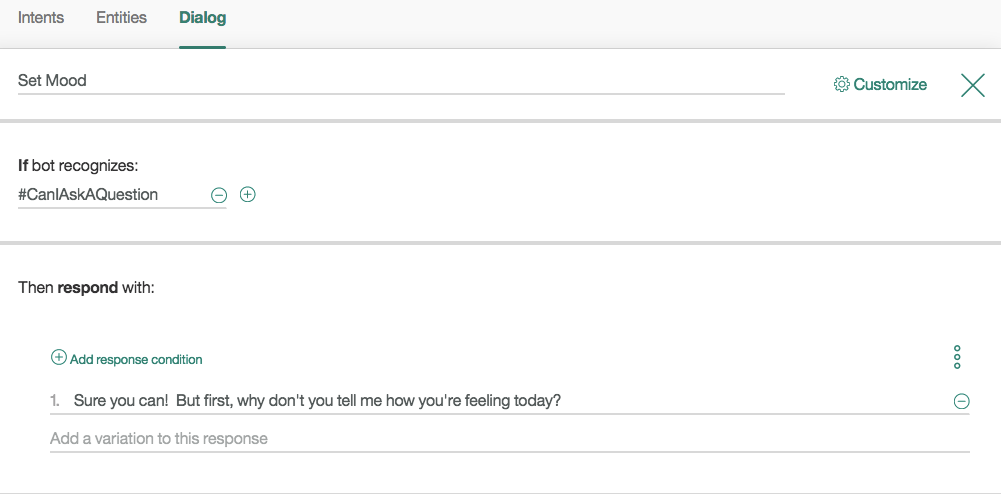 Intents Entities Dialog
Set Mood
Customize
If bot recognizes:
#CanIAskAQuestion
Then respond with:
Add response condition
1. Sure you can!  But first, why don't you tell me how you're feeling today?
Add a variation to this response